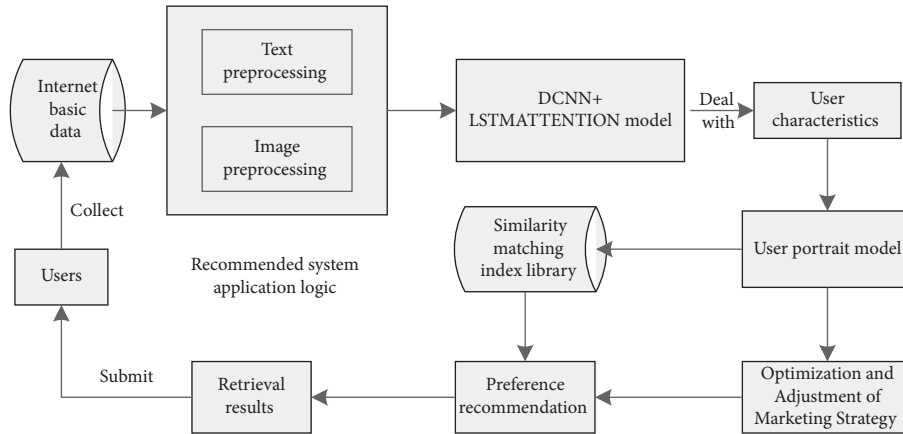 Internet
basic
data
Text
preprocessing
Image
preprocessing
DCNN+
LSTMATTENTION model
Deal
with
User
characteristics
Collect
Users
Recommended system
application logic
Similarity
matching
index library
User portrait model
Submit
Retrieval
results
Preference
recommendation
Optimization and
Adjustment of
Marketing Strategy